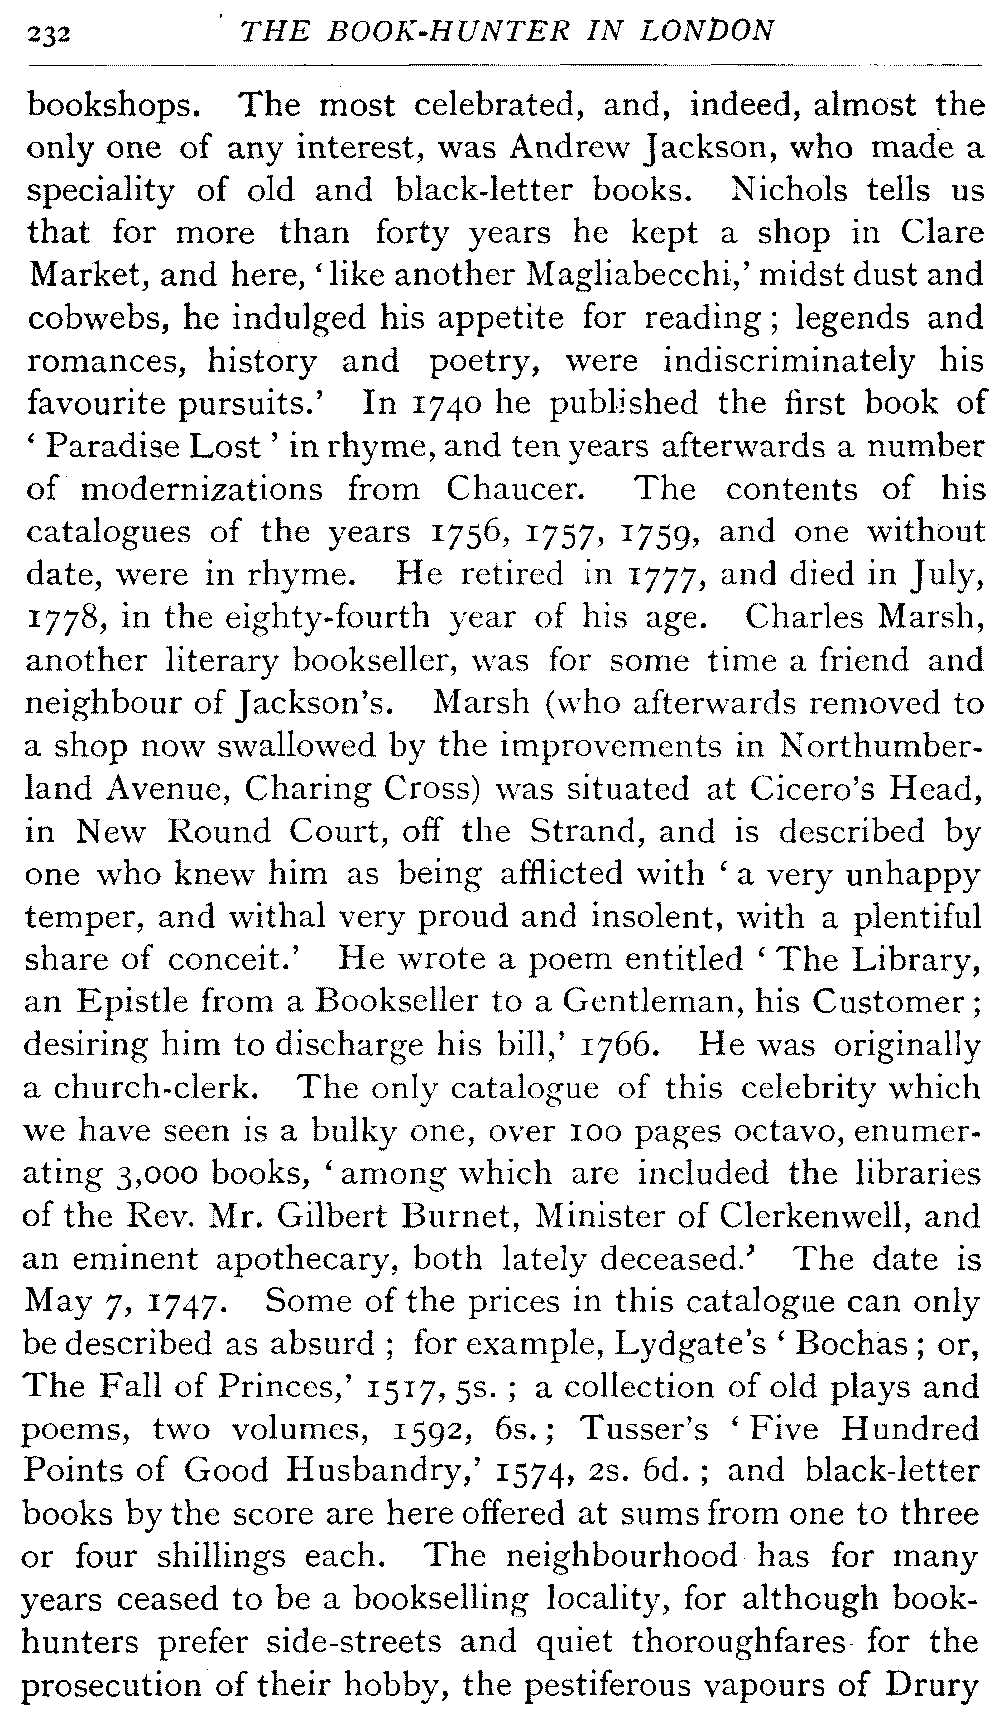 232 THE BOOK-HUNTER IN LONDON
bookshops. The most celebrated, and, indeed, almost the
only one of any interest, was Andrew Jackson, who made a
speciality of old and black-letter books. Nichols tells us
that for more than forty years he kept a shop in Clare
Market, and here, ‘like another Magliabecchi,’ midst dust and
cobwebs, he indulged his appetite for reading; legends and
romances, history and poetry, were indiscriminately his
favourite pursuits.’ In 1740 he published the first book of
‘Paradise Lost’ in rhyme, and ten years afterwards a number
of modernizations from Chaucer. The contents of his
catalogues of the years 1756, 1757, 1759, and one without
date, were in rhyme. He retired in 1777, and died in July,
1778, in the eighty-fourth year of his age. Charles Marsh,
another literary bookseller, was for some time a friend and
neighbour of Jackson’s. Marsh (who afterwards removed to
a shop now swallowed by the improvements in Northumber-
land Avenue, Charing Cross) was situated at Cicero’s Head,
in New Round Court, off the Strand, and is described by
one who knew him as being afflicted with ‘a very unhappy
temper, and withal very proud and insolent, with a plentiful
share of conceit.’ He wrote a poem entitled ‘The Library,
an Epistle from a Bookseller to a Gentleman, his Customer;
desiring him to discharge his bill,’ 1766. He was originally
a church-clerk. The only catalogue of this celebrity which
we have seen is a bulky one, over 100 pages octavo, enumer-
ating 3,000 books, ‘among which are included the libraries
of the Rev. Mr. Gilbert Burnet, Minister of Clerkenwell, and
an eminent apothecary, both lately deceased.’ The date is
May 7, 1747. Some of the prices in this catalogue can only
be described as absurd; for example, Lydgate’s ‘Bochas; or,
The Fall of Princes,’ 1517, 5s.; a collection of old plays and
poems, two volumes, 1592, 6s.; Tusser’s ‘Five Hundred
Points of Good Husbandry,’ 1574, 2s. 6d.; and black-letter
books by the score are here offered at sums from one to three
or four shillings each. The neighbourhood has for many
years ceased to be a bookselling locality, for although book-
hunters prefer side-streets and quiet thoroughfares for the
prosecution of their hobby, the pestiferous vapours of Drury